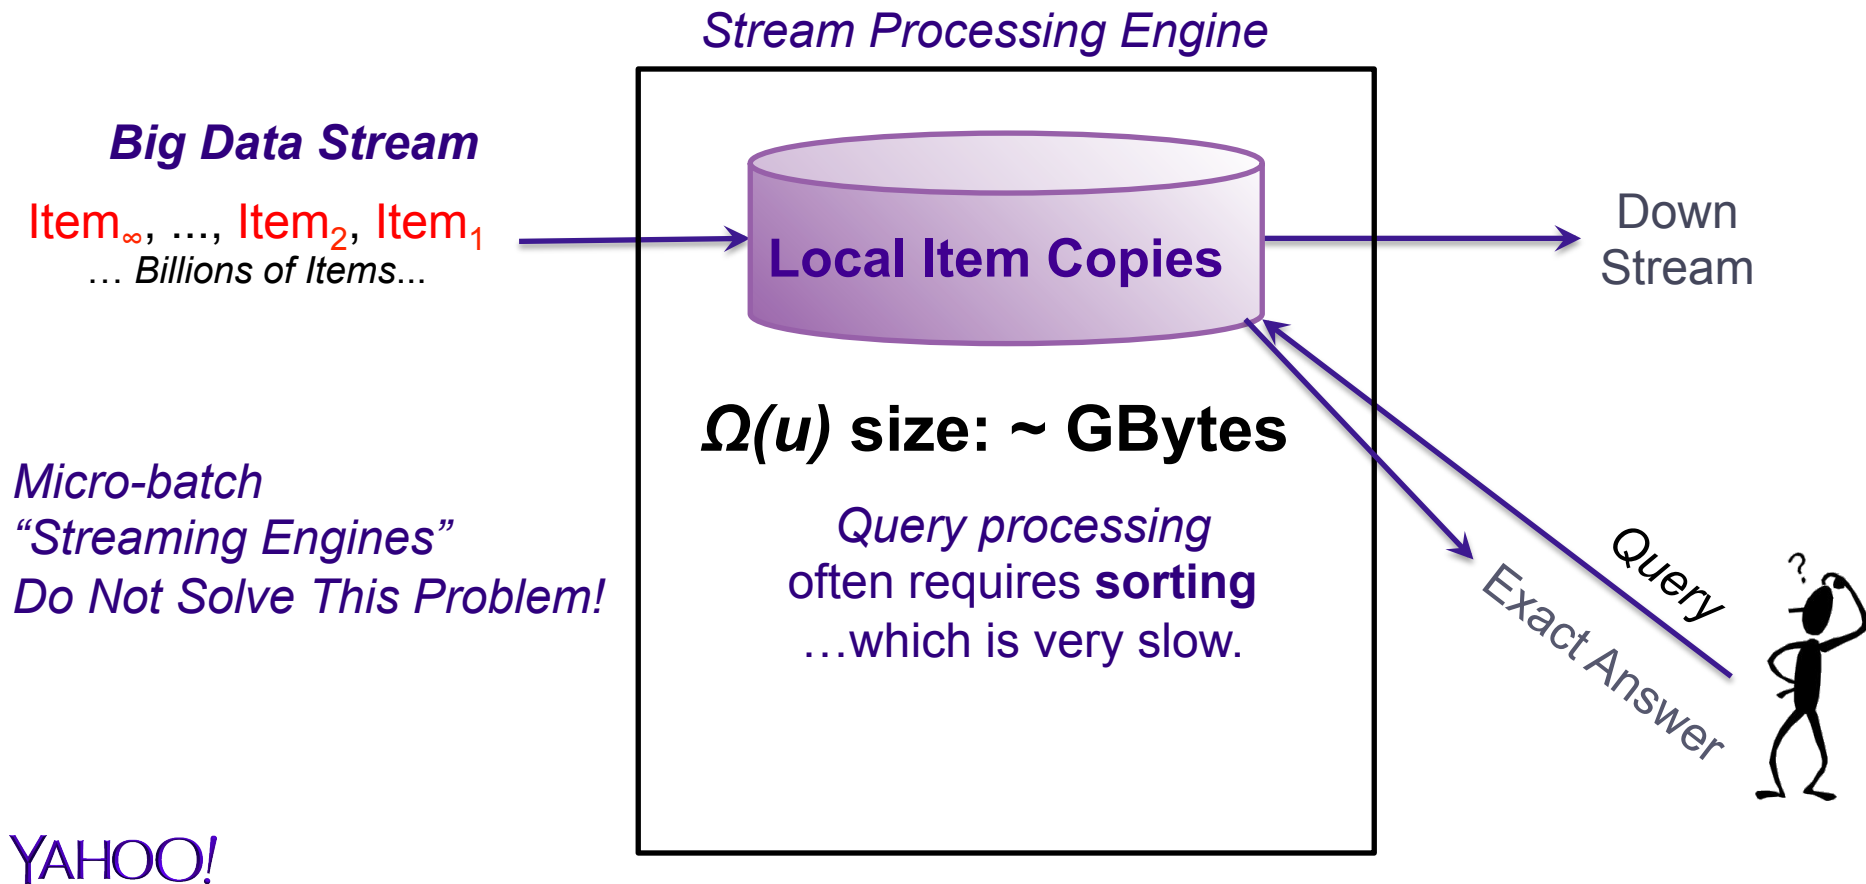 Stream Processing Engine
Big Data Stream
Item∞, ..., Item₂, Item₁
… Billions of Items...
Local Item Copies
Down
Stream
Ω(u) size: ~ GBytes
Micro-batch
“Streaming Engines”
Do Not Solve This Problem!
Query processing
often requires sorting
…which is very slow.
Query
Exact Answer
?
YAHOO!